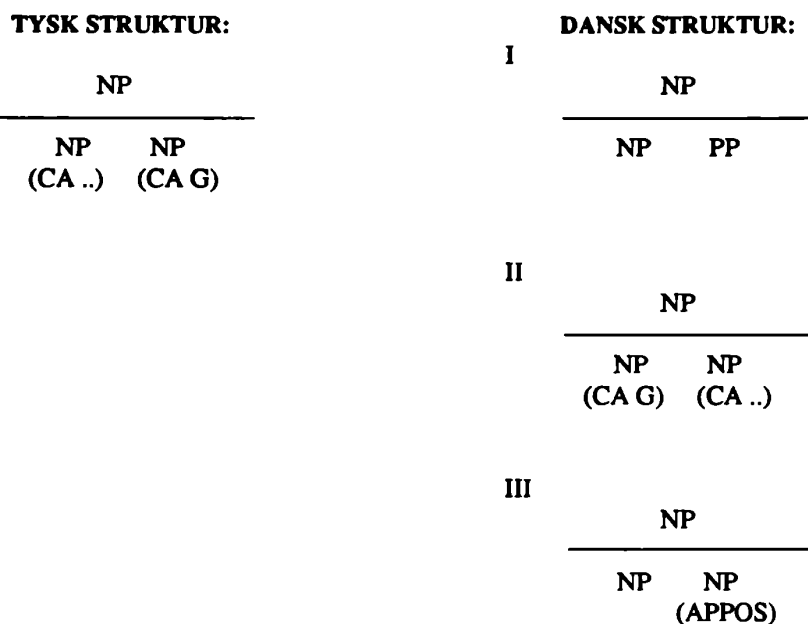 TYSK STRUKTUR:
NP
NP NP
(CA ..) (CA G)
DANSK STRUKTUR:
I
NP
NP PP
II
NP
NP NP
(CA G) (CA ..)
III
NP
NP NP
(APPOS)